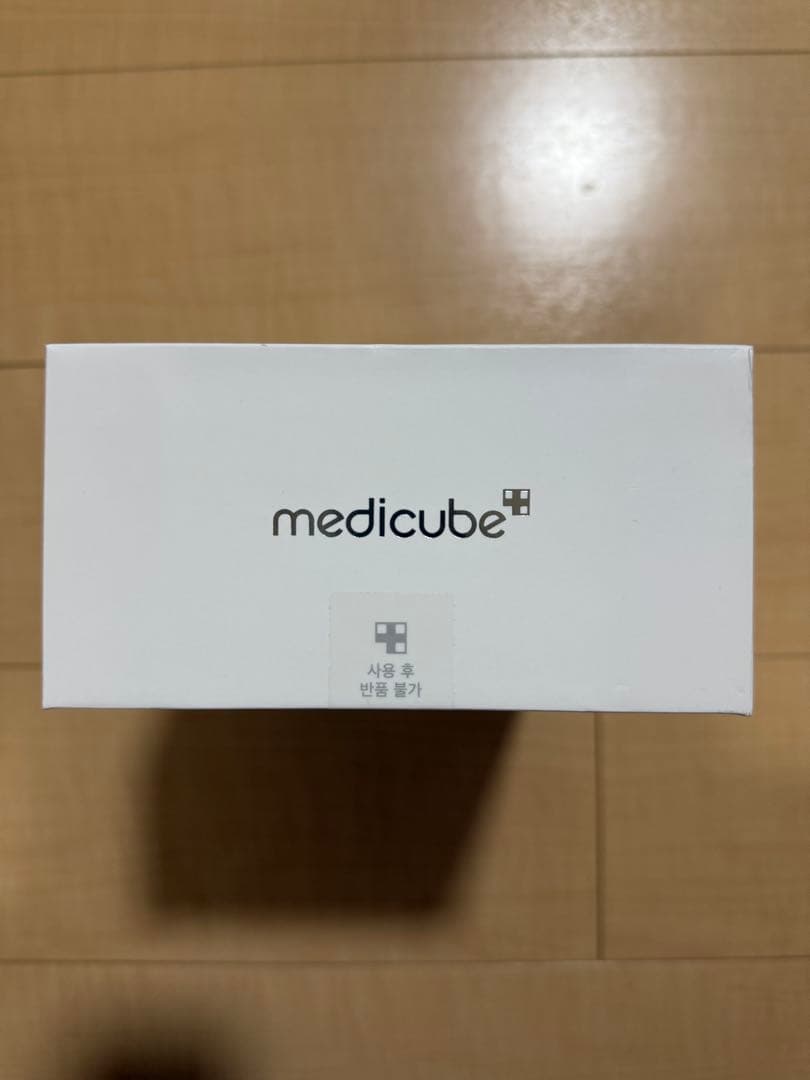 medicube
사용 후
반품 불가